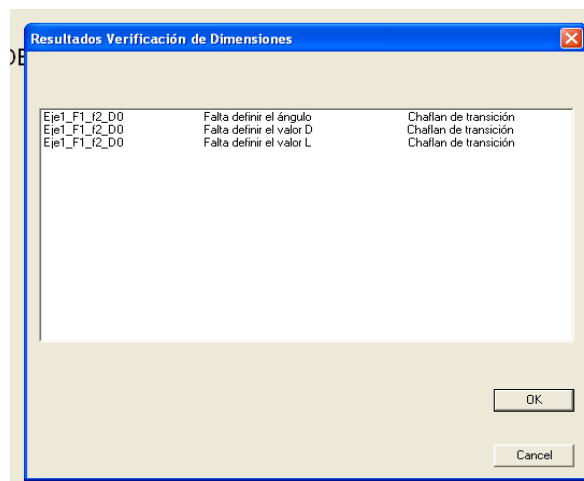 Resultados Verificación de Dimensiones
DE
Eje1_F1_f2_D0 Falta definir el ángulo Chaflan de transición
Eje1_F1_f2_D0 Falta definir el valor D Chaflan de transición
Eje1_F1_f2_D0 Falta definir el valor L Chaflan de transición
OK
Cancel